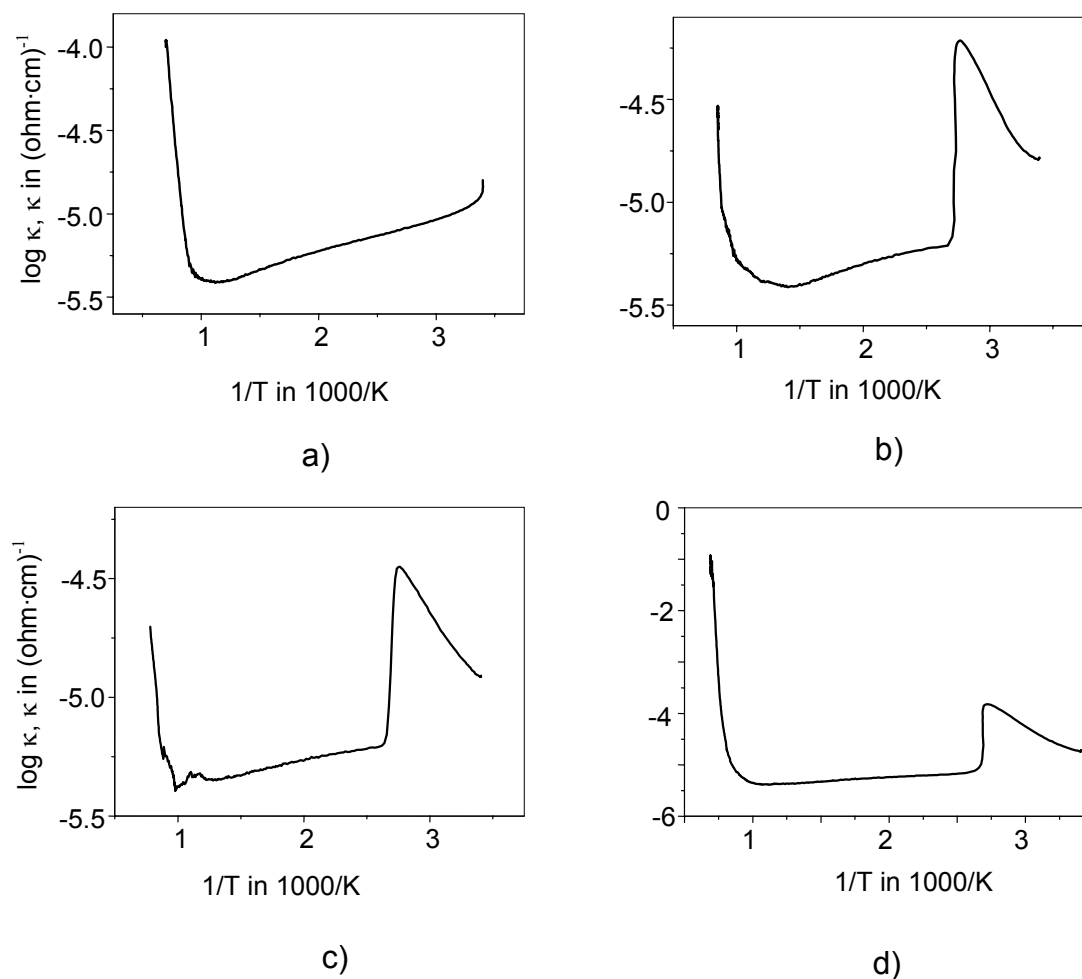 -4.0
-4.5
-5.0
-5.5
log κ, κ in (ohm·cm)⁻¹
1 2 3
1/T in 1000/K
a)
-4.5
-5.0
-5.5
1 2 3
1/T in 1000/K
b)
-4.5
-5.0
-5.5
log κ, κ in (ohm·cm)⁻¹
1 2 3
1/T in 1000/K
c)
0
-2
-4
-6
1 2 3
1/T in 1000/K
d)